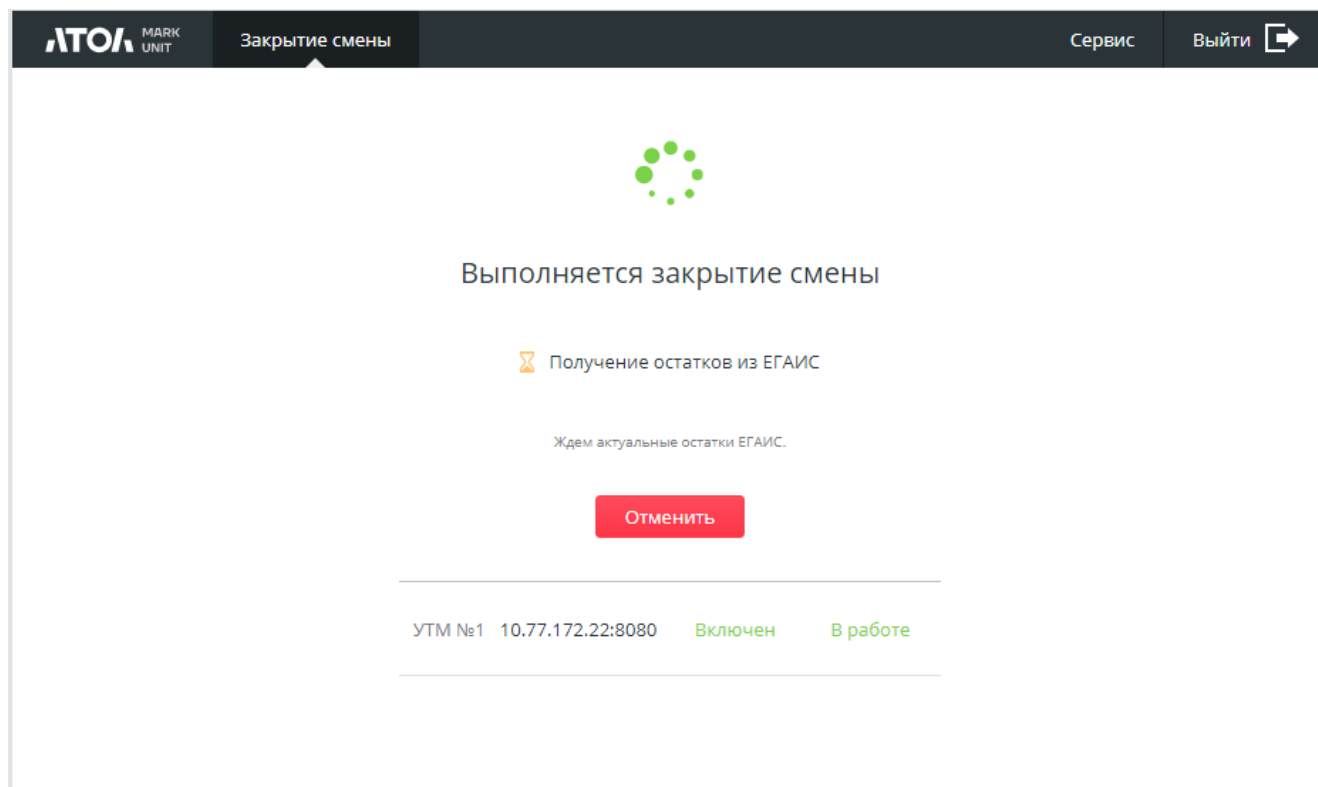 АТОЛ MARK UNIT Закрытие смены Сервис Выйти
Выполняется закрытие смены
Получение остатков из ЕГАИС
Ждем актуальные остатки ЕГАИС.
Отменить
УТМ №1 10.77.172.22:8080 Включен В работе